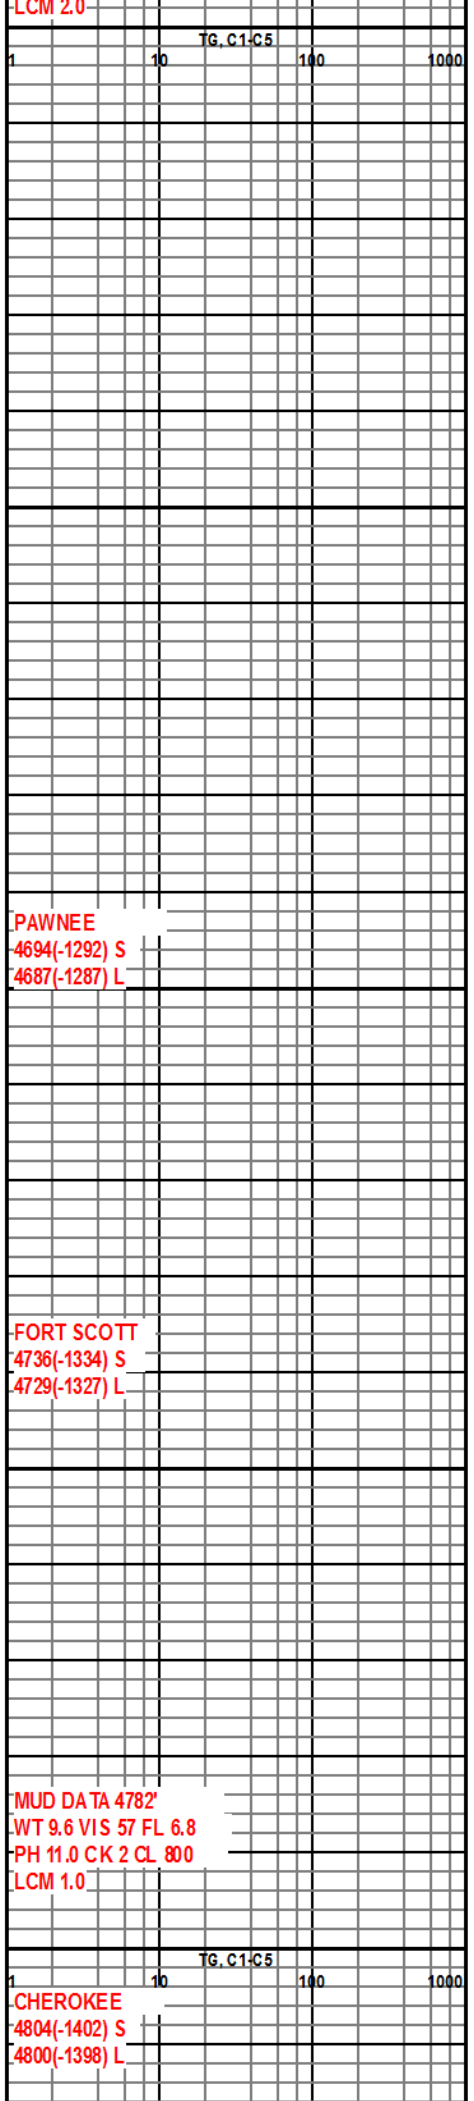 LCM 2.0
TG, C1-C5
1 10 100 1000
PAWNEE
4694(-1292) S
4687(-1287) L
FORT SCOTT
4736(-1334) S
4729(-1327) L
MUD DATA 4782'
WT 9.6 VIS 57 FL 6.8
PH 11.0 CK 2 CL 800
LCM 1.0
TG, C1-C5
1 10 100 1000
CHEROKEE
4804(-1402) S
4800(-1398) L